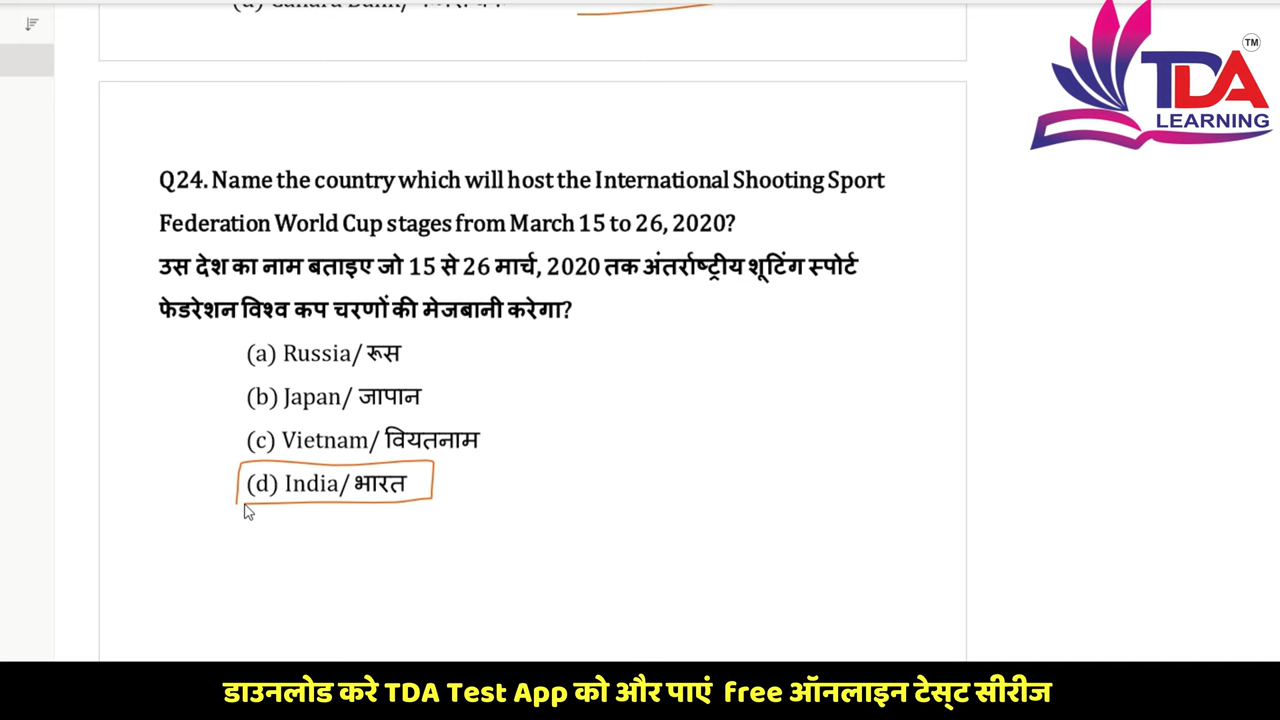 TM
TDA
LEARNING
Q24. Name the country which will host the International Shooting Sport
Federation World Cup stages from March 15 to 26, 2020?
उस देश का नाम बताइए जो 15 से 26 मार्च, 2020 तक अंतर्राष्ट्रीय शूटिंग स्पोर्ट
फेडरेशन विश्व कप चरणों की मेजबानी करेगा?
(a) Russia/ रूस
(b) Japan/ जापान
(c) Vietnam/ वियतनाम
(d) India/ भारत
डाउनलोड करे TDA Test App को और पाएं free ऑनलाइन टेस्ट सीरीज